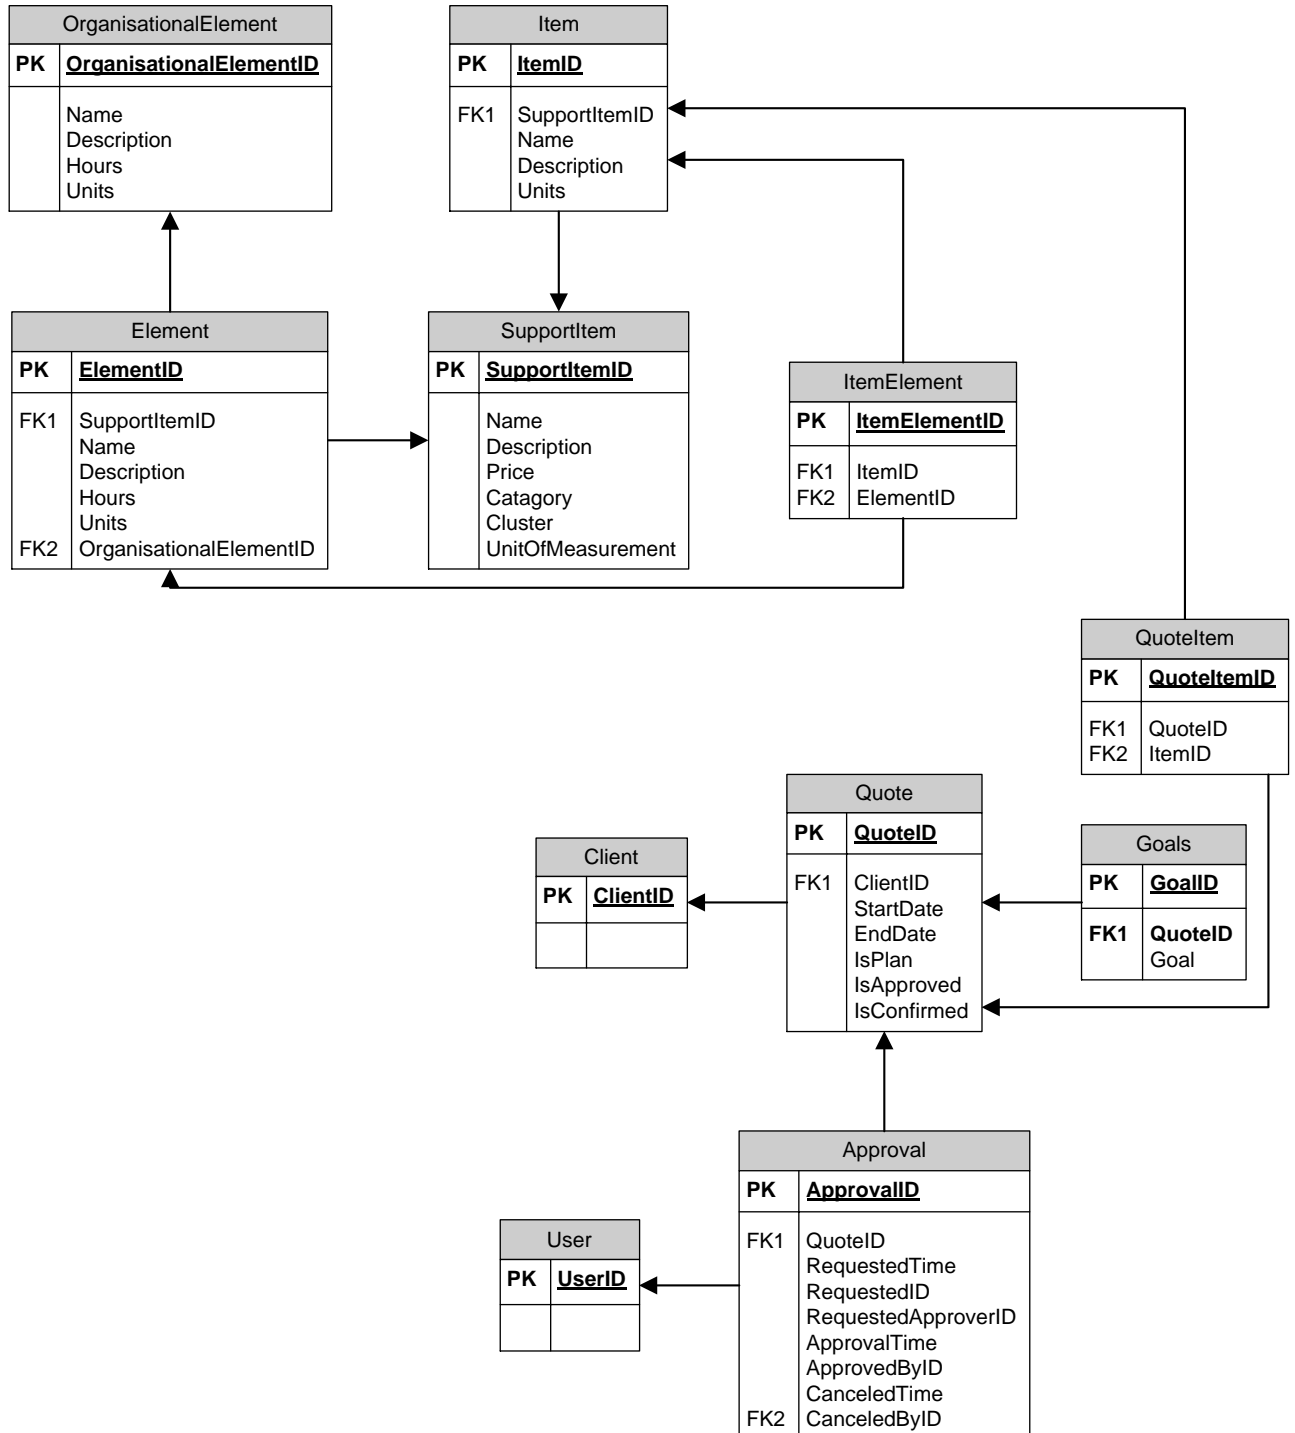 OrganisationalElement
PK OrganisationalElementID
Name
Description
Hours
Units
Item
PK ItemID
FK1 SupportItemID
Name
Description
Units
Element
PK ElementID
FK1 SupportItemID
Name
Description
Hours
Units
FK2 OrganisationalElementID
SupportItem
PK SupportItemID
Name
Description
Price
Catagory
Cluster
UnitOfMeasurement
ItemElement
PK ItemElementID
FK1 ItemID
FK2 ElementID
QuoteItem
PK QuoteItemID
FK1 QuoteID
FK2 ItemID
Quote
PK QuoteID
FK1 ClientID
StartDate
EndDate
IsPlan
IsApproved
IsConfirmed
Client
PK ClientID
Goals
PK GoalID
FK1 QuoteID
Goal
Approval
PK ApprovalID
FK1 QuoteID
RequestedTime
RequestedID
RequestedApproverID
ApprovalTime
ApprovedByID
CanceledTime
FK2 CanceledByID
User
PK UserID